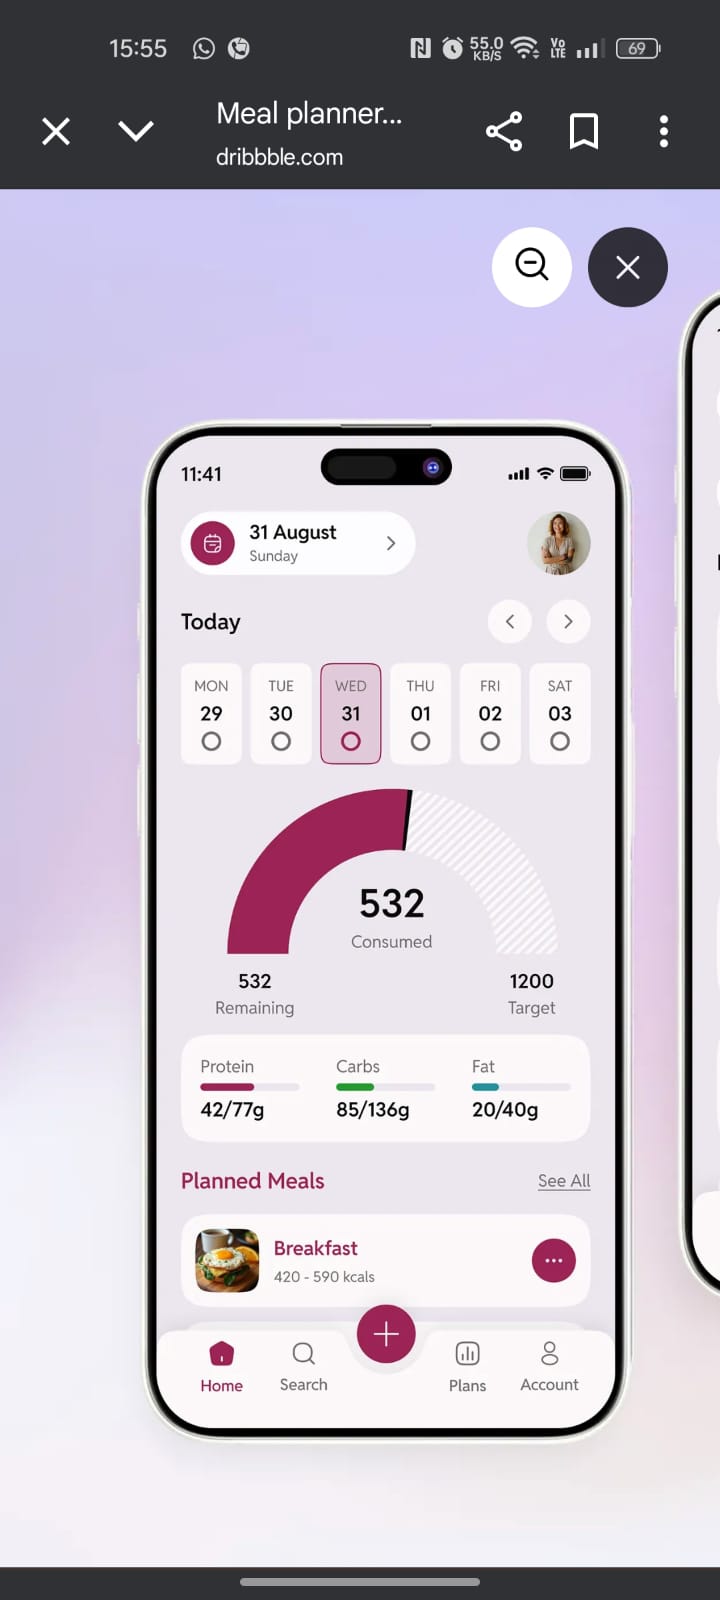 15:55
55.0
KB/S
Vo
LTE
69
Meal planner...
dribbble.com
11:41
31 August
Sunday
Today
MON TUE WED THU FRI SAT
29 30 31 01 02 03
532
Consumed
532 1200
Remaining Target
Protein Carbs Fat
42/77g 85/136g 20/40g
Planned Meals See All
Breakfast
420 - 590 kcals
Home Search Plans Account